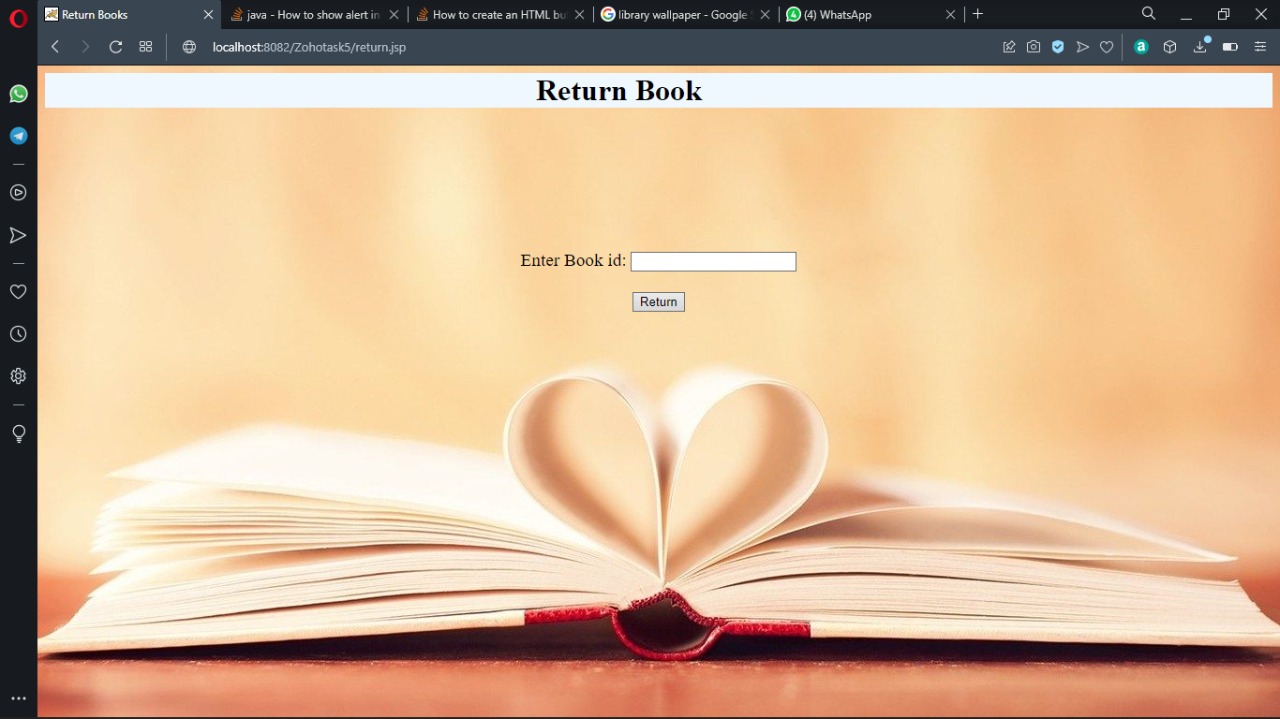 Return Books
java - How to show alert in
How to create an HTML bu
library wallpaper - Google
(4) WhatsApp
localhost:8082/Zohotask5/return.jsp
Return Book
Enter Book id:
Return